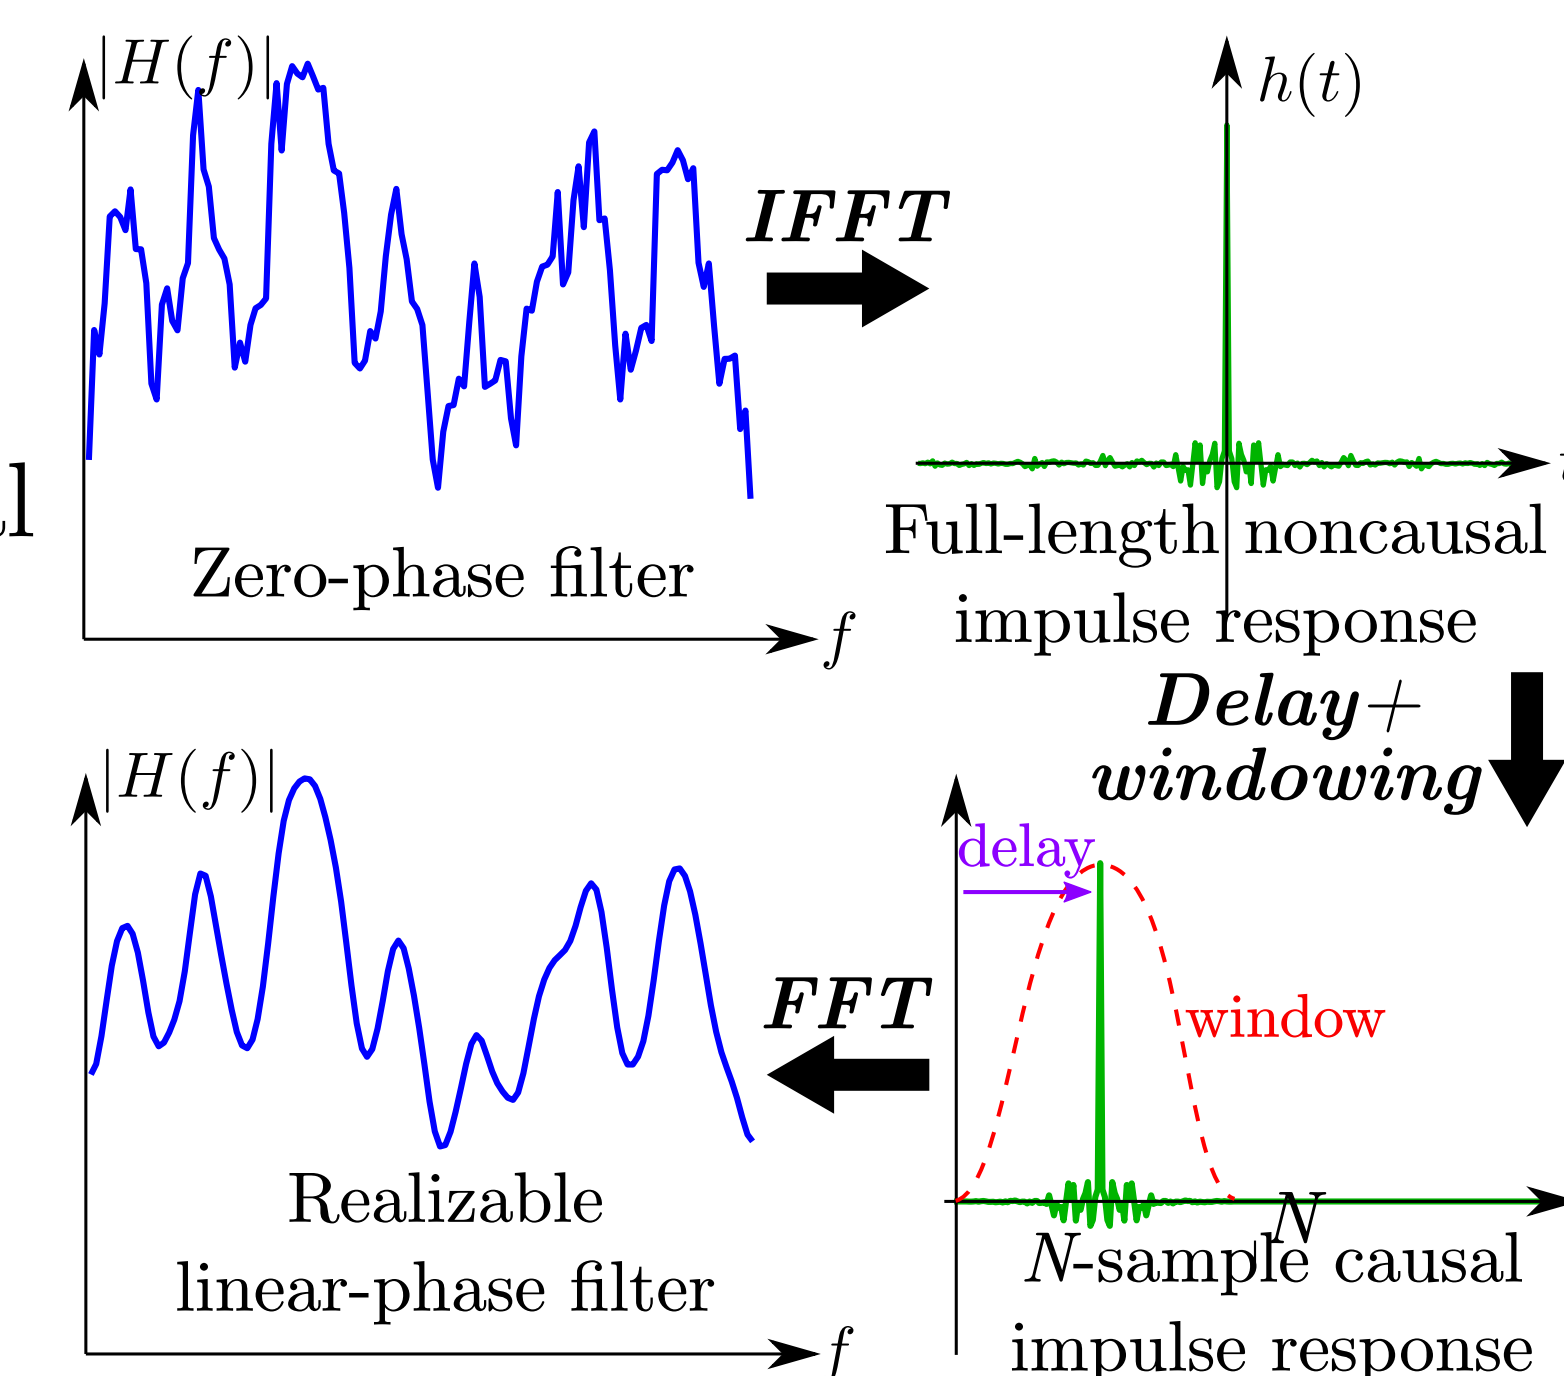 |H(f)|
h(t)
IFFT
Full-length noncausal
impulse response
Zero-phase filter
f
Delay+
windowing
|H(f)|
delay
window
FFT
N
N-sample causal
impulse response
Realizable
linear-phase filter
f